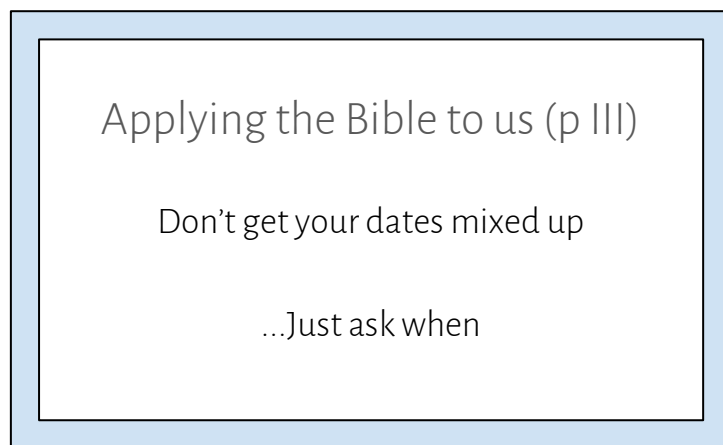 Applying the Bible to us (p III)
Don’t get your dates mixed up
...Just ask when